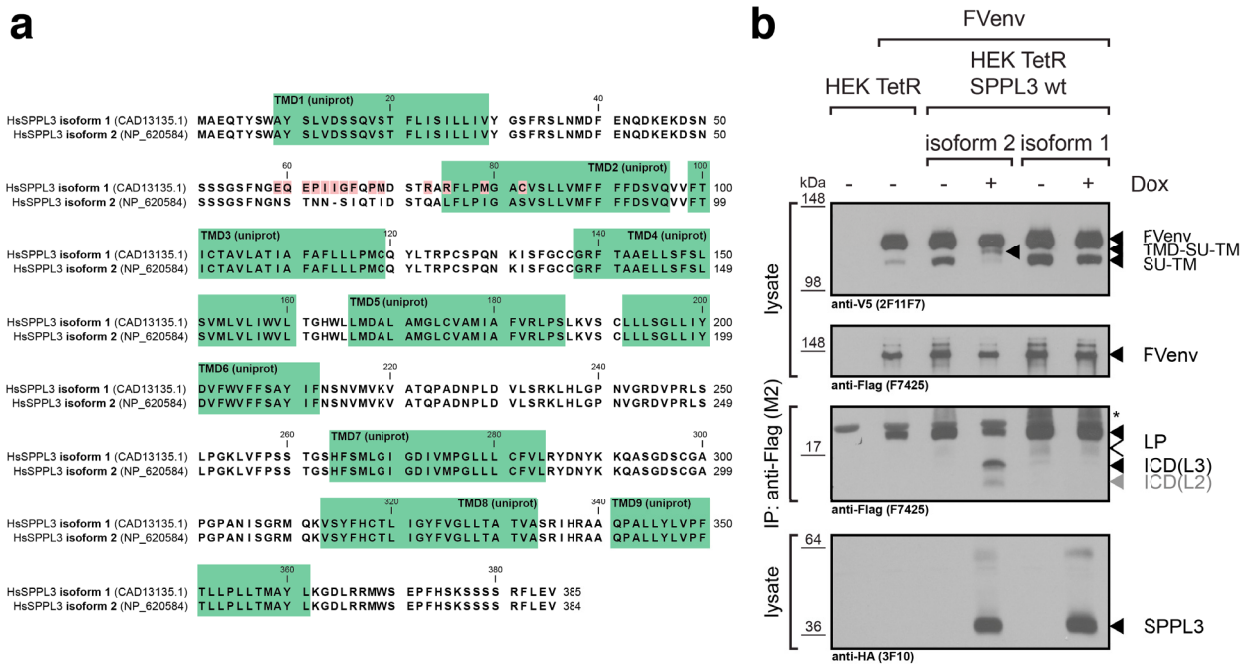 a
TMD1 (uniprot) 20 40
HsSPPL3 isoform 1 (CAD13135.1) MAEQTYSWAY SLVDSSQVST FLISILLIVY GSFRSLNMDF ENQDKEKDSN 50
HsSPPL3 isoform 2 (NP_620584) MAEQTYSWAY SLVDSSQVST FLISILLIVY GSFRSLNMDF ENQDKEKDSN 50
60 80 TMD2 (uniprot) 100
HsSPPL3 isoform 1 (CAD13135.1) SSSGSFNGEQ EPIIGFQPMD STRARFLPMG ACVSLLVMFF FFDSVQVVFT 100
HsSPPL3 isoform 2 (NP_620584) SSSGSFNGNS TNN-SIQTID STQALFLPIG ASVSLLVMFF FFDSVQVVFT 99
TMD3 (uniprot) 120 140 TMD4 (uniprot)
HsSPPL3 isoform 1 (CAD13135.1) ICTAVLATIA FAFLLLPMCQ YLTRPCSPQN KISFGCCGRF TAAELLSFSL 150
HsSPPL3 isoform 2 (NP_620584) ICTAVLATIA FAFLLLPMCQ YLTRPCSPQN KISFGCCGRF TAAELLSFSL 149
160 TMD5 (uniprot) 180 200
HsSPPL3 isoform 1 (CAD13135.1) SVMLVLIWVL TGHWLLMDAL AMGLCVAMIA FVRLPSLKVS CLLLSGLLIY 200
HsSPPL3 isoform 2 (NP_620584) SVMLVLIWVL TGHWLLMDAL AMGLCVAMIA FVRLPSLKVS CLLLSGLLIY 199
TMD6 (uniprot) 220 240
HsSPPL3 isoform 1 (CAD13135.1) DVFWVFFSAY IFNSNVMVKV ATQPADNPLD VLSRKLHLGP NVGRDVPRLS 250
HsSPPL3 isoform 2 (NP_620584) DVFWVFFSAY IFNSNVMVKV ATQPADNPLD VLSRKLHLGP NVGRDVPRLS 249
260 TMD7 (uniprot) 280 300
HsSPPL3 isoform 1 (CAD13135.1) LPGKLVFPSS TGSHFSMLGI GDIVMPGLLL CFVLRYDNYK KQASGDSCGA 300
HsSPPL3 isoform 2 (NP_620584) LPGKLVFPSS TGSHFSMLGI GDIVMPGLLL CFVLRYDNYK KQASGDSCGA 299
320 TMD8 (uniprot) 340 TMD9 (uniprot)
HsSPPL3 isoform 1 (CAD13135.1) PGPANISGRM QKVSYFHCTL IGYFVGLLTA TVASRIHRAA QPALLYLVPF 350
HsSPPL3 isoform 2 (NP_620584) PGPANISGRM QKVSYFHCTL IGYFVGLLTA TVASRIHRAA QPALLYLVPF 349
360 380
HsSPPL3 isoform 1 (CAD13135.1) TLLPLLTMAY LKGDLRRMWS EPFHSKSSSS RFLEV 385
HsSPPL3 isoform 2 (NP_620584) TLLPLLTMAY LKGDLRRMWS EPFHSKSSSS RFLEV 384
b
FVenv
HEK TetR
HEK TetR SPPL3 wt
isoform 2 isoform 1
kDa - - - + - + Dox
148
98
lysate
FVenv
TMD-SU-TM
SU-TM
anti-V5 (2F11F7)
148
FVenv
anti-Flag (F7425)
IP: anti-Flag (M2)
17
*
LP
ICD(L3)
ICD(L2)
anti-Flag (F7425)
lysate
64
36
SPPL3
anti-HA (3F10)